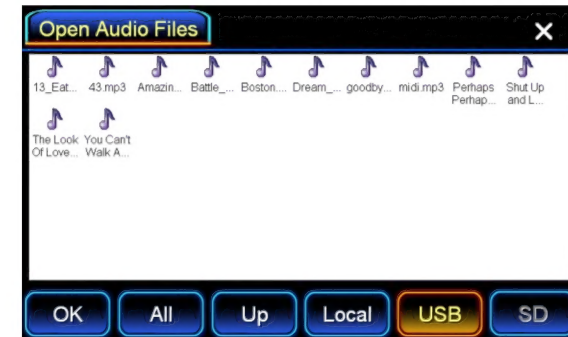 Open Audio Files
13_Eat... 43.mp3 Amazin... Battle_... Boston.... Dream_... goodby... midi.mp3 Perhaps Shut Up
Perhap... and L...
The Look You Can't
Of Love... Walk A...
OK All Up Local USB SD